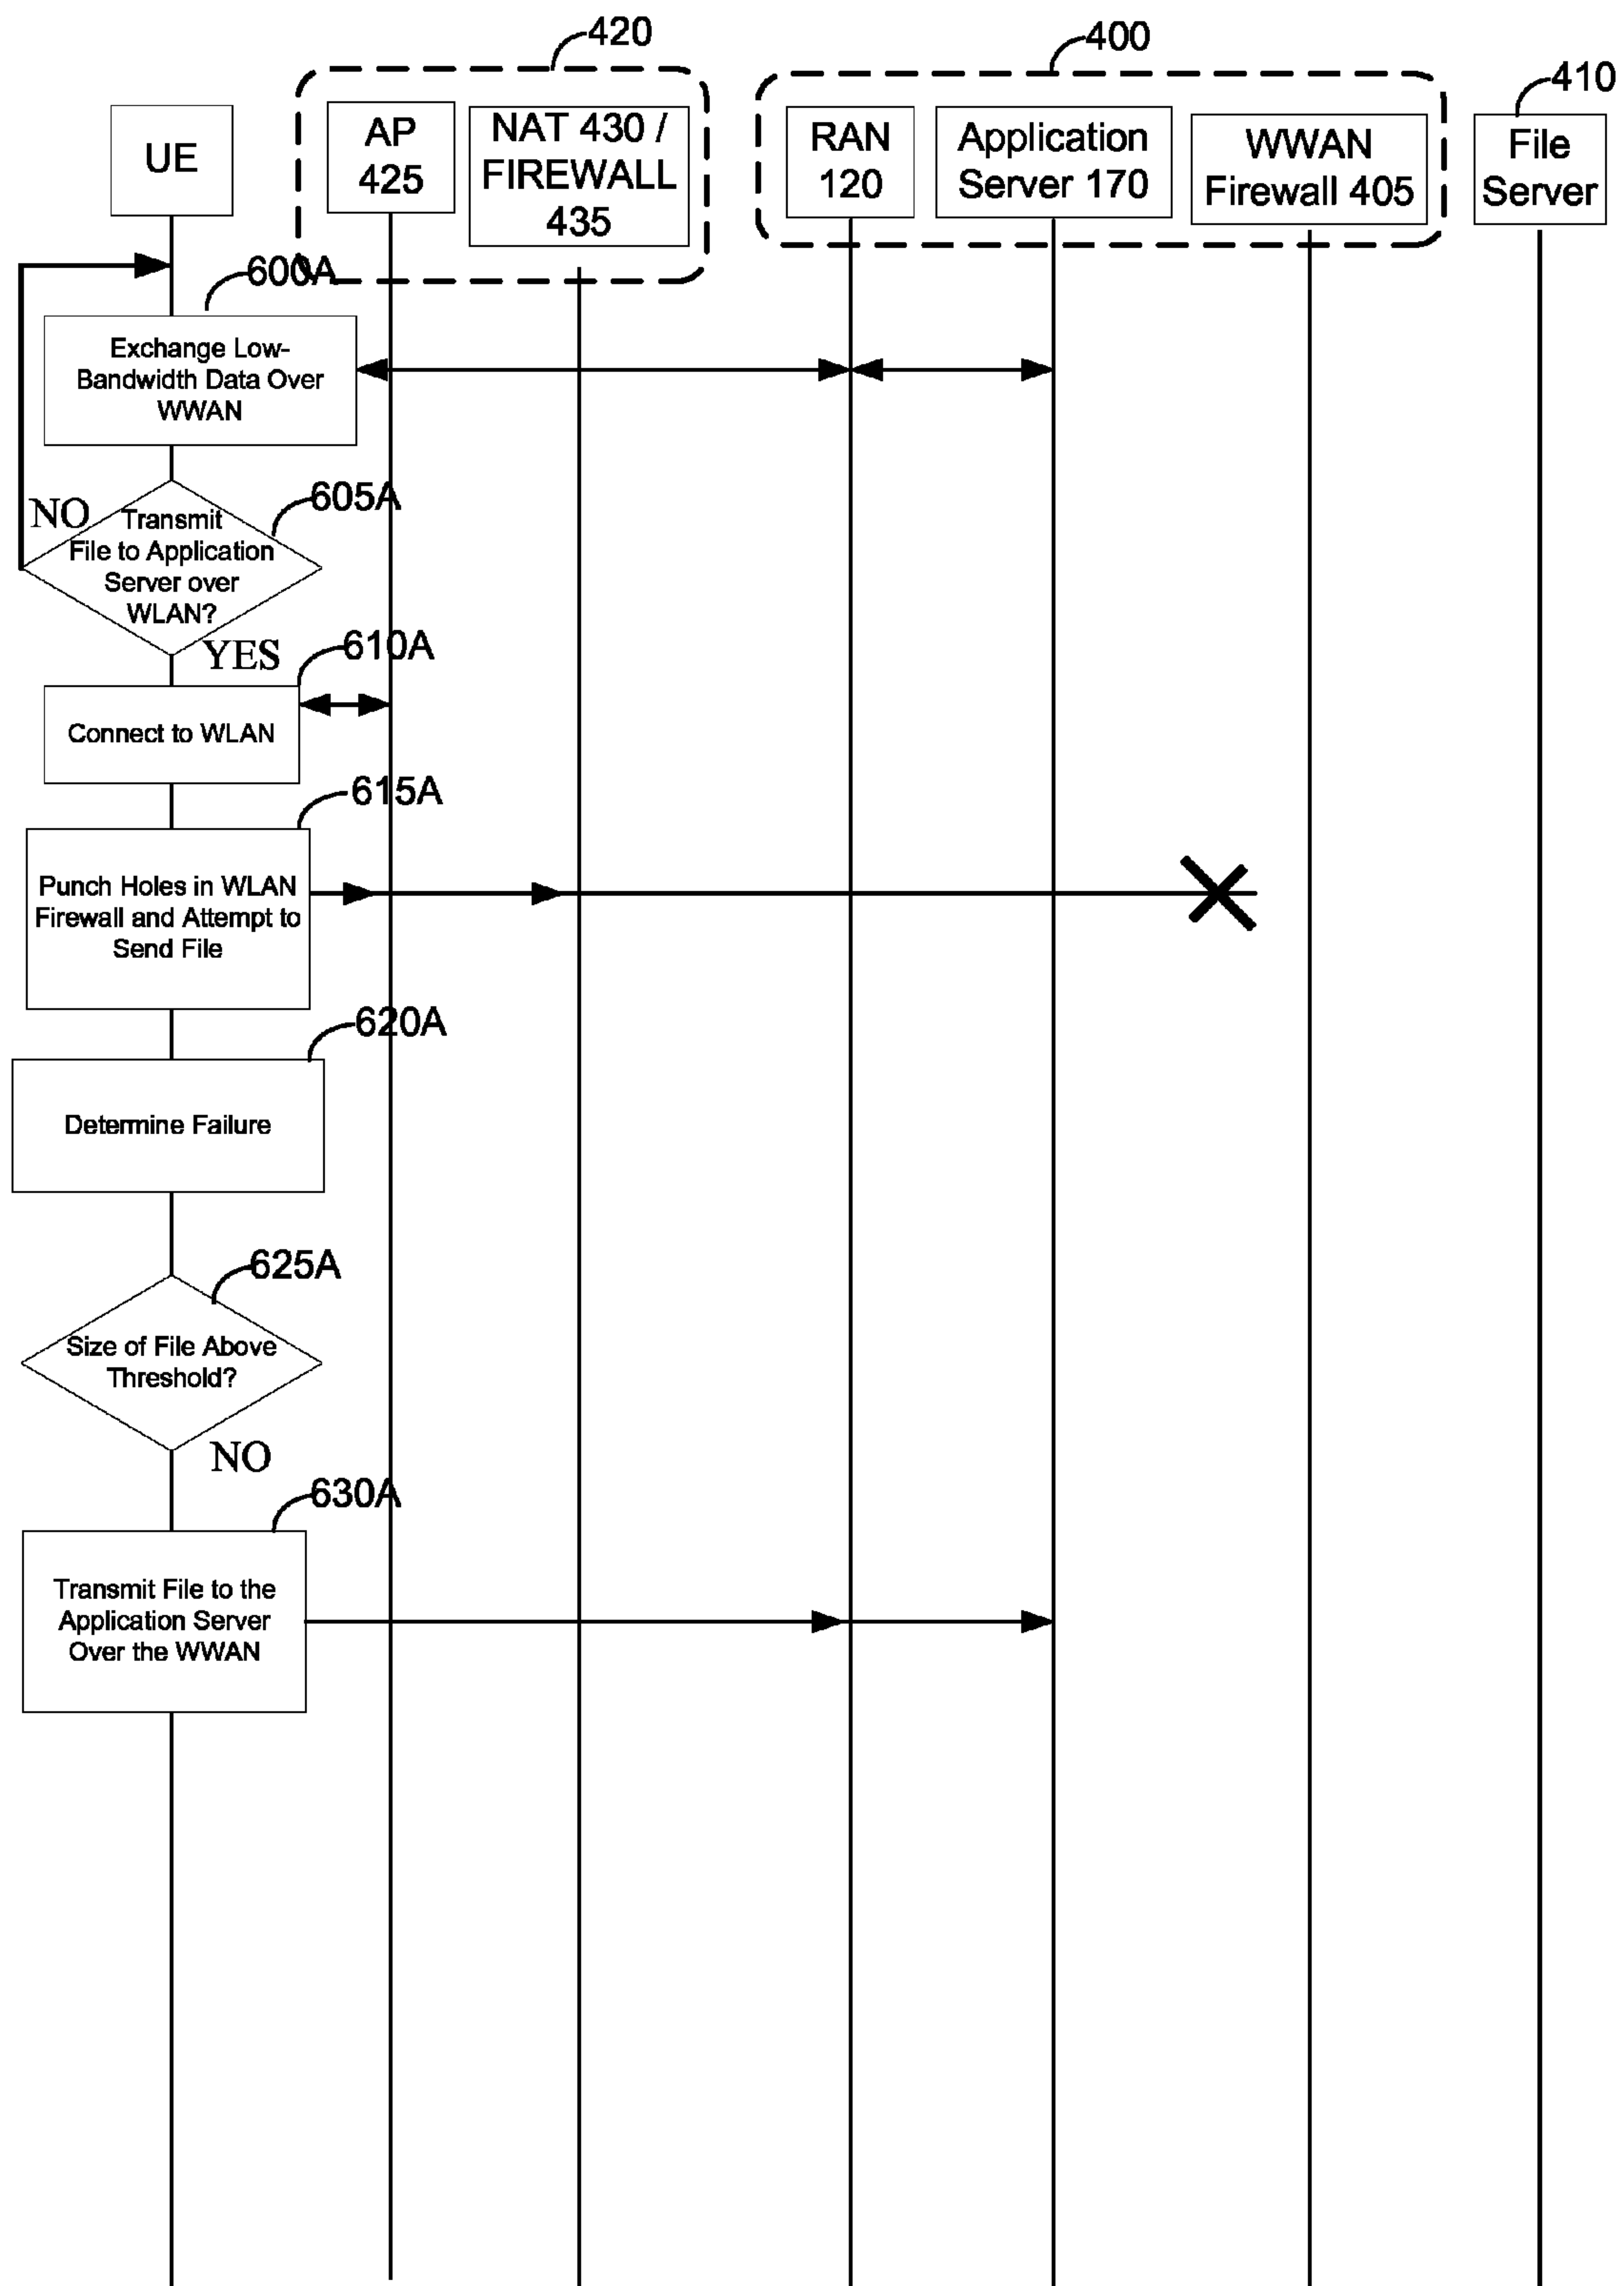 420
400
410
UE
AP
425
NAT 430 /
FIREWALL
435
RAN
120
Application
Server 170
WWAN
Firewall 405
File
Server
600A
Exchange Low-
Bandwidth Data Over
WWAN
605A
NO
Transmit
File to Application
Server over
WLAN?
YES
610A
Connect to WLAN
615A
Punch Holes in WLAN
Firewall and Attempt to
Send File
620A
Determine Failure
625A
Size of File Above
Threshold?
NO
630A
Transmit File to the
Application Server
Over the WWAN